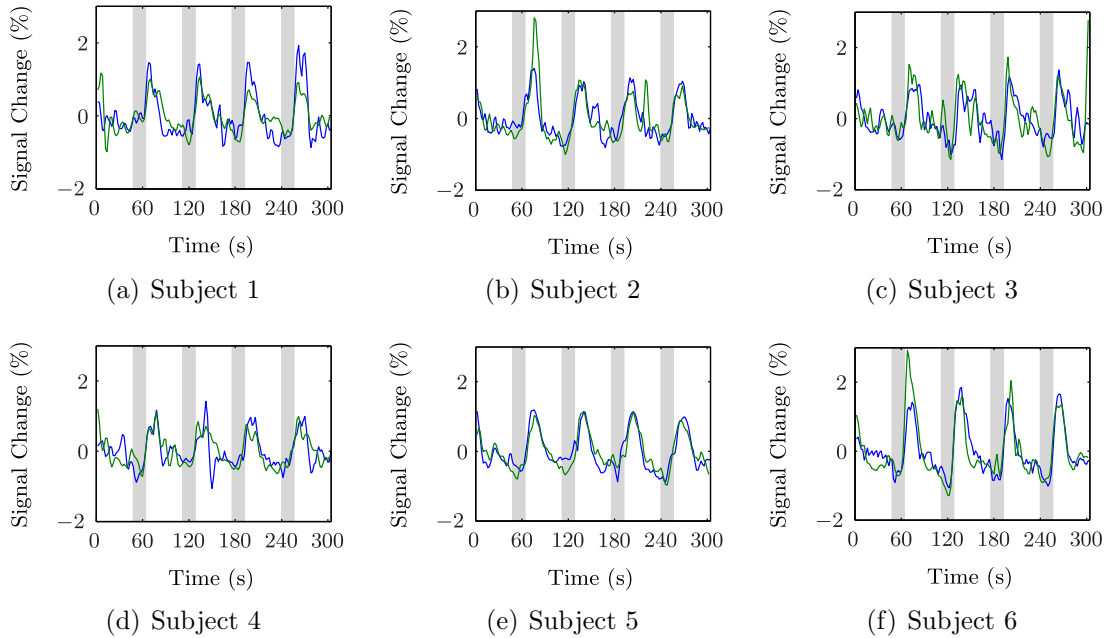 Signal Change (%)
2
0
−2
0 60 120 180 240 300
Time (s)
(a) Subject 1
Signal Change (%)
2
0
−2
0 60 120 180 240 300
Time (s)
(b) Subject 2
Signal Change (%)
2
0
−2
0 60 120 180 240 300
Time (s)
(c) Subject 3
Signal Change (%)
2
0
−2
0 60 120 180 240 300
Time (s)
(d) Subject 4
Signal Change (%)
2
0
−2
0 60 120 180 240 300
Time (s)
(e) Subject 5
Signal Change (%)
2
0
−2
0 60 120 180 240 300
Time (s)
(f) Subject 6